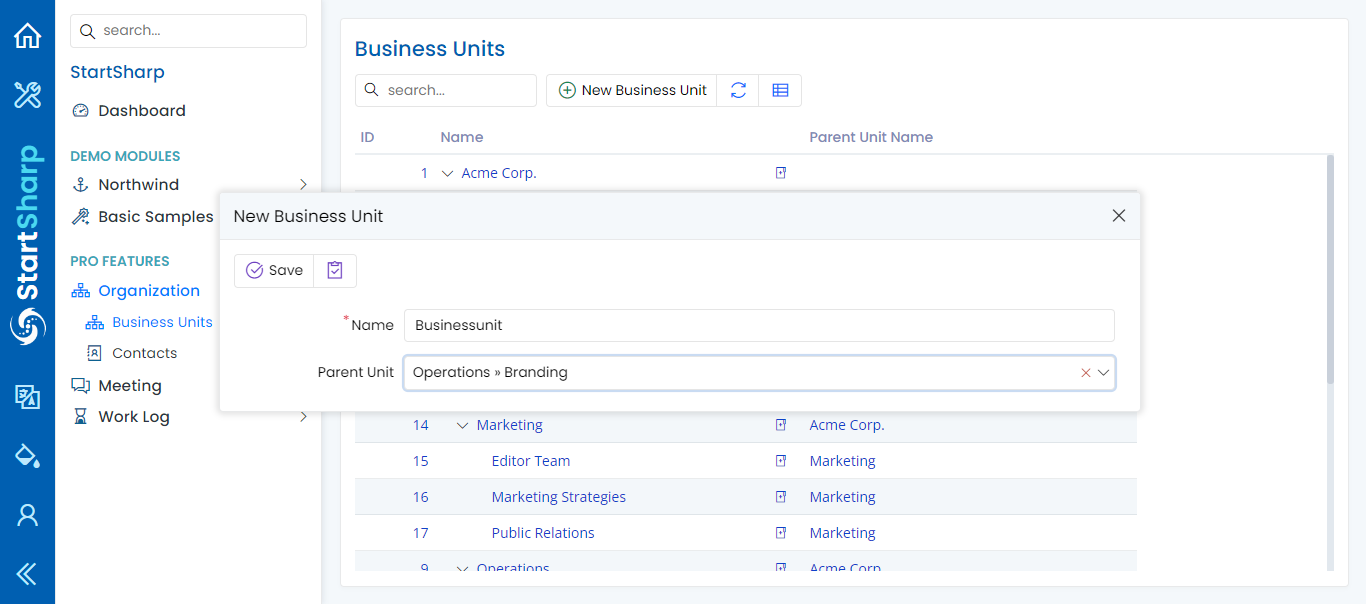 StartSharp
search...
StartSharp
Dashboard
DEMO MODULES
Northwind
Basic Samples
PRO FEATURES
Organization
Business Units
Contacts
Meeting
Work Log
Business Units
search...
New Business Unit
ID Name Parent Unit Name
1 Acme Corp.
New Business Unit
Save
*Name Businessunit
Parent Unit Operations » Branding
14 Marketing Acme Corp.
15 Editor Team Marketing
16 Marketing Strategies Marketing
17 Public Relations Marketing
9 Operations Acme Corp.